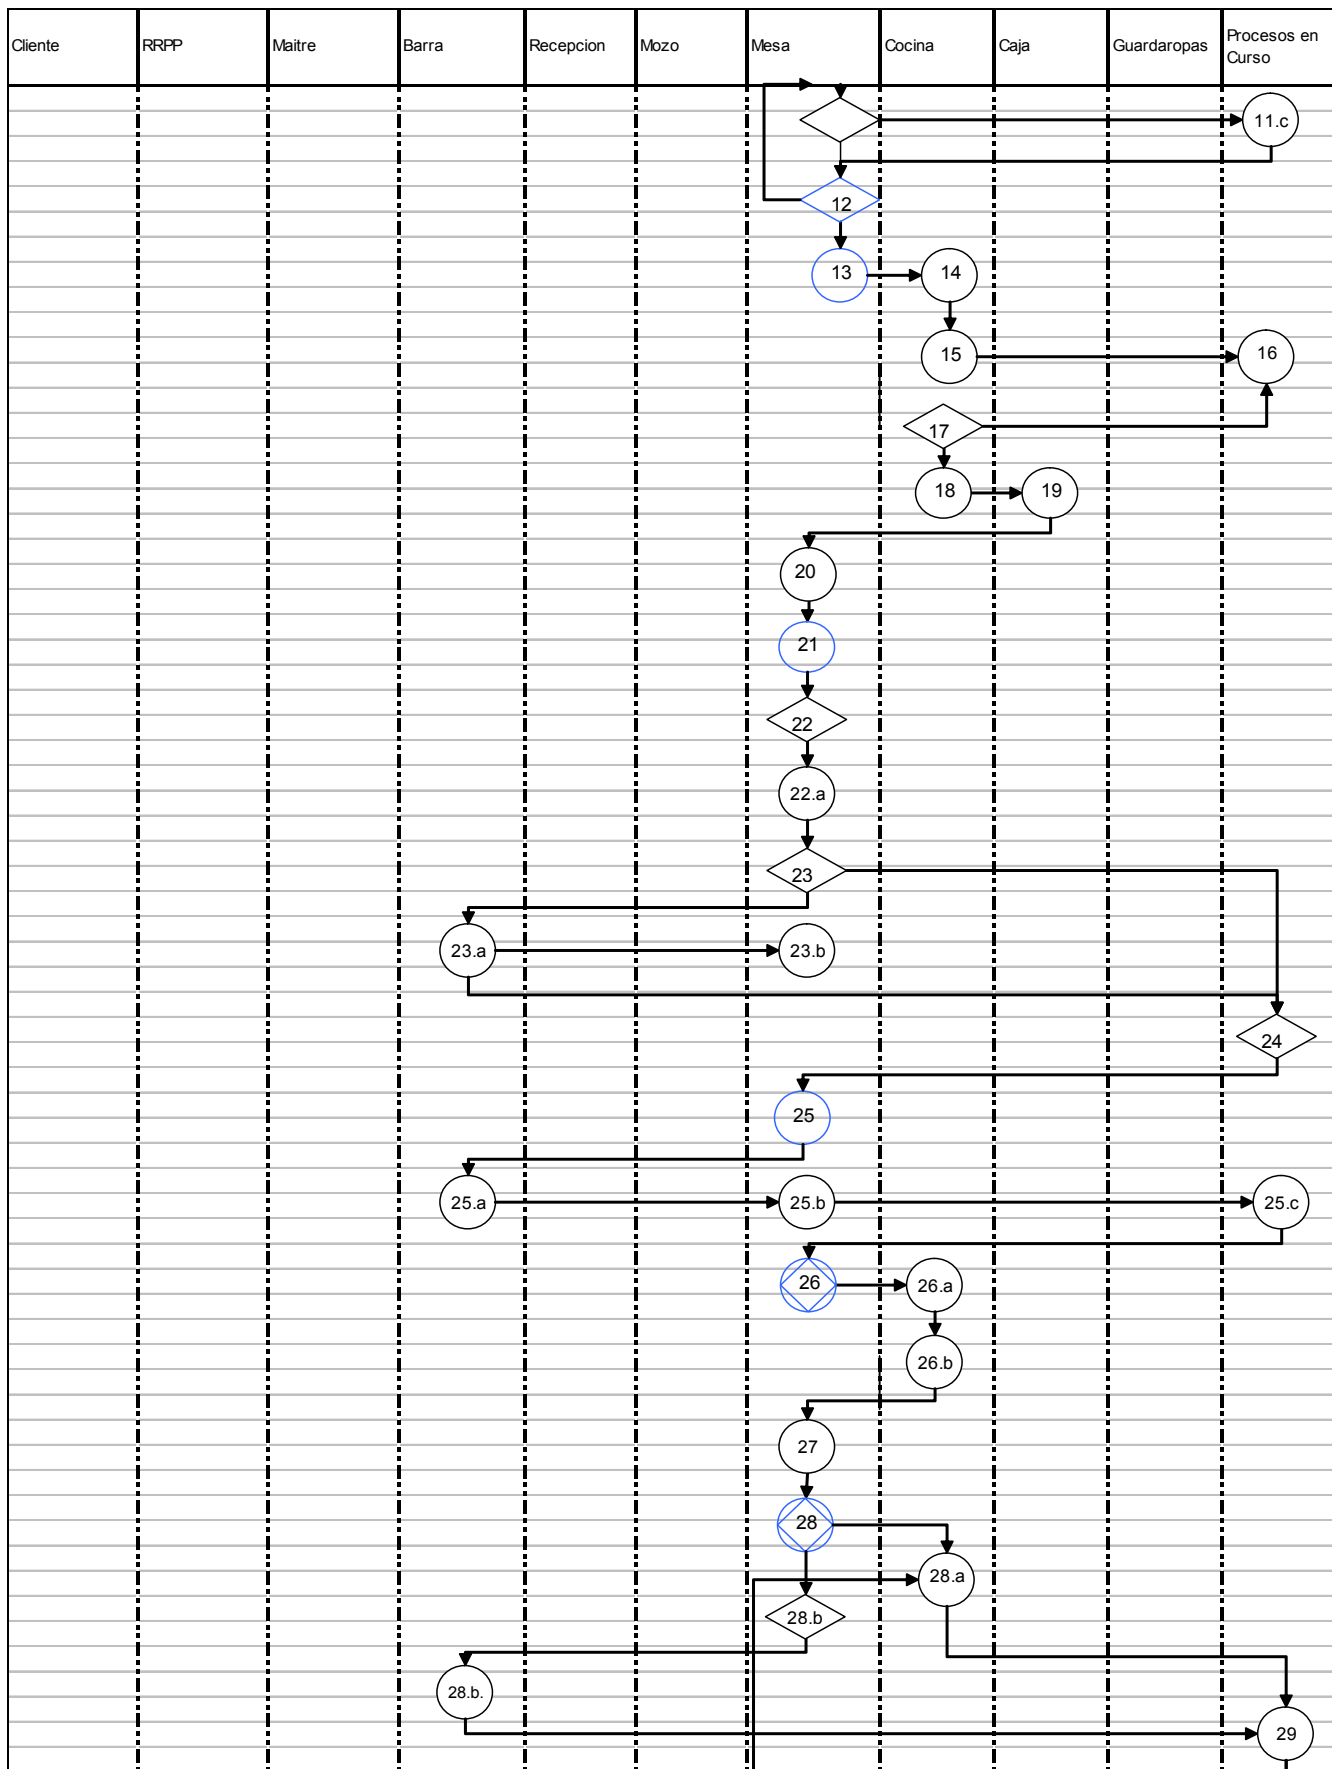 Cliente
RRPP
Maitre
Barra
Recepcion
Mozo
Mesa
Cocina
Caja
Guardaropas
Procesos en
Curso
11.c
12
13
14
15
16
17
18
19
20
21
22
22.a
23
23.a
23.b
24
25
25.a
25.b
25.c
26
26.a
26.b
27
28
28.a
28.b
28.b.
29